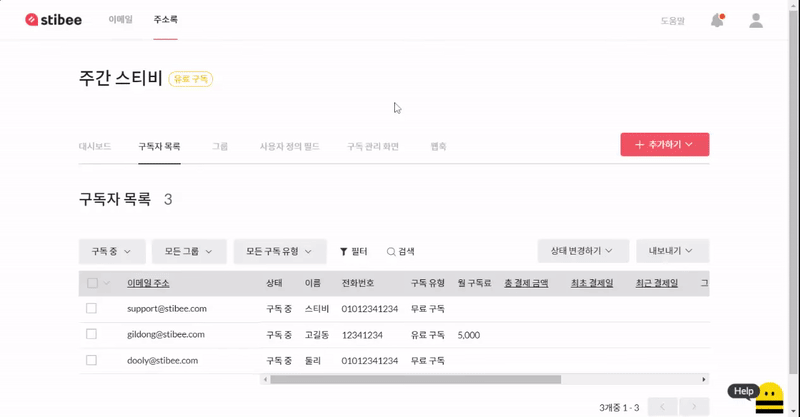 stibee 이메일 주소록 도움말
주간 스티비 유료 구독
대시보드 구독자 목록 그룹 사용자 정의 필드 구독 관리 화면 웹훅 + 추가하기
구독자 목록 3
구독 중 모든 그룹 모든 구독 유형 필터 검색 상태 변경하기 내보내기
이메일 주소 상태 이름 전화번호 구독 유형 월 구독료 총 결제 금액 최초 결제일 최근 결제일 그
support@stibee.com 구독 중 스티비 01012341234 무료 구독
gildong@stibee.com 구독 중 고길동 12341234 유료 구독 5,000
dooly@stibee.com 구독 중 둘리 01012341234 무료 구독
Help
3개중 1 - 3